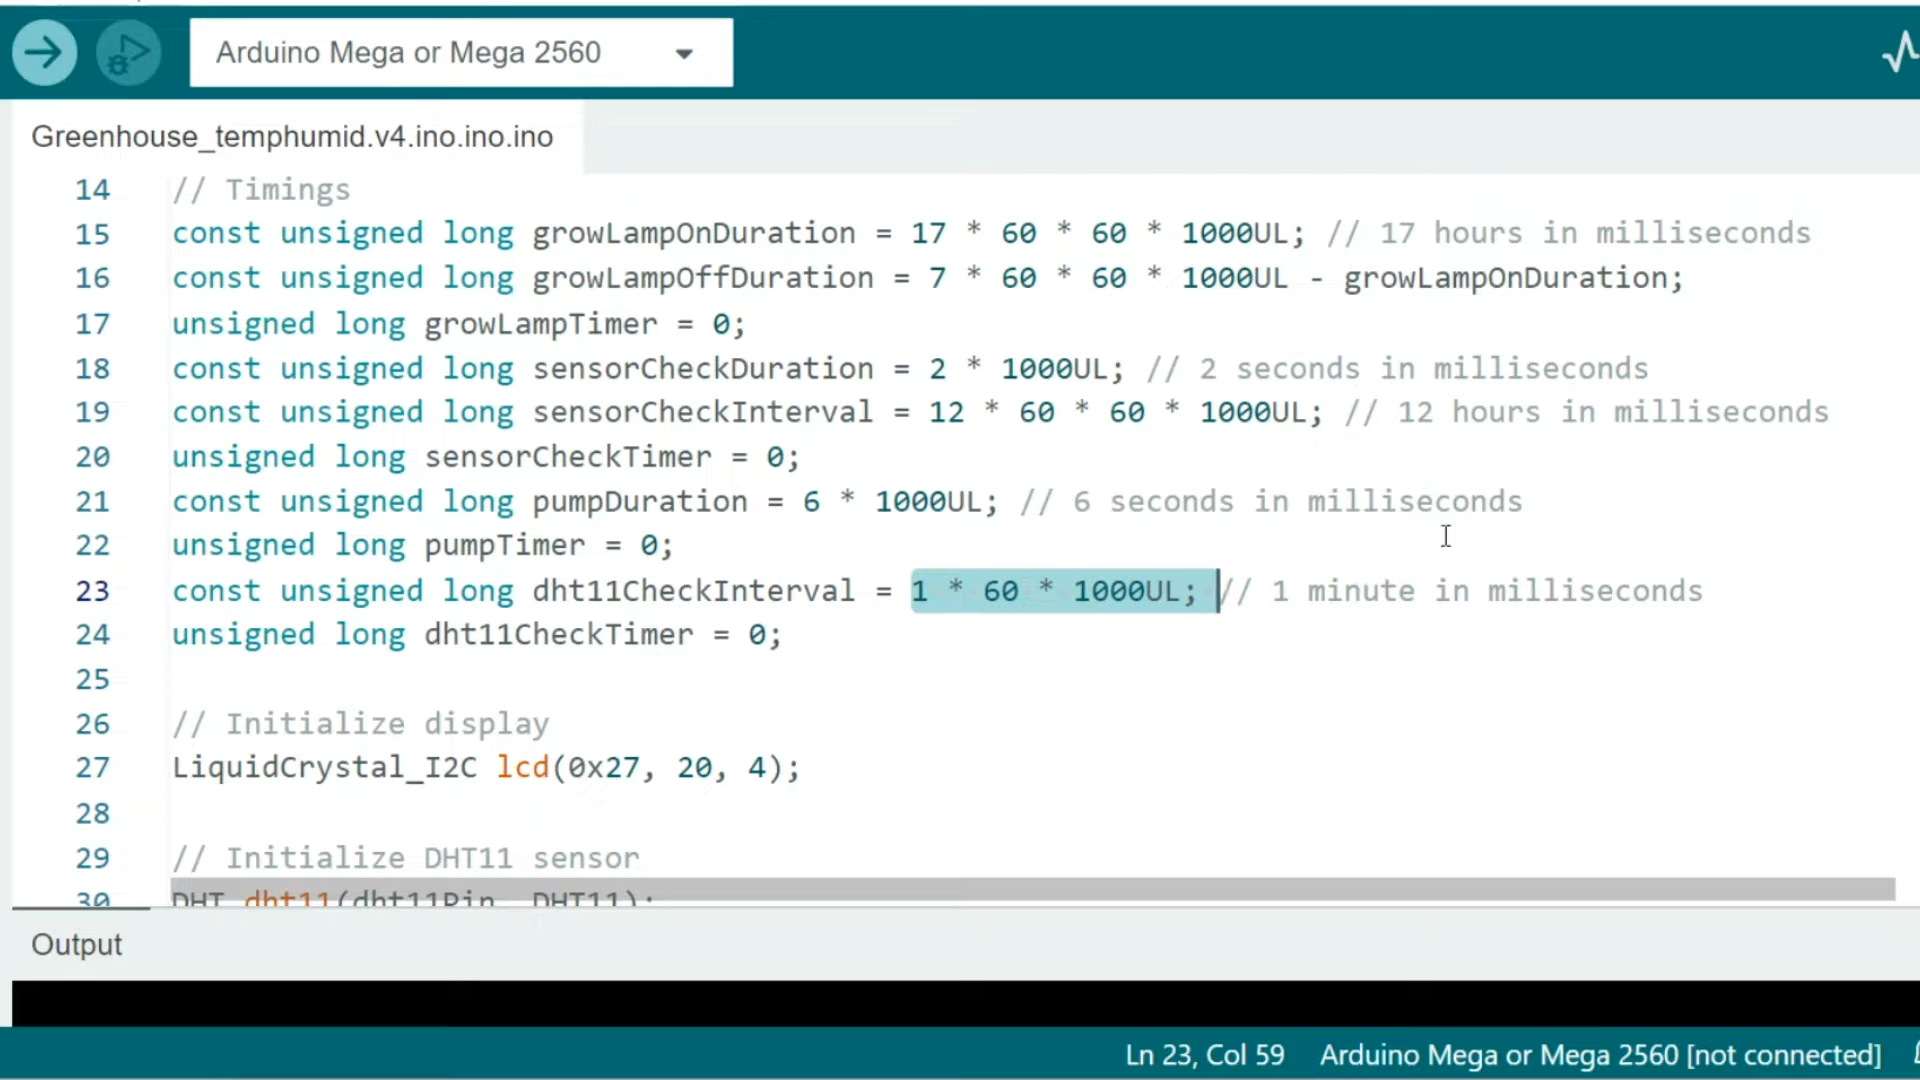 Arduino Mega or Mega 2560
Greenhouse_temphumid.v4.ino.ino.ino
14 // Timings
15 const unsigned long growLampOnDuration = 17 * 60 * 60 * 1000UL; // 17 hours in milliseconds
16 const unsigned long growLampOffDuration = 7 * 60 * 60 * 1000UL - growLampOnDuration;
17 unsigned long growLampTimer = 0;
18 const unsigned long sensorCheckDuration = 2 * 1000UL; // 2 seconds in milliseconds
19 const unsigned long sensorCheckInterval = 12 * 60 * 60 * 1000UL; // 12 hours in milliseconds
20 unsigned long sensorCheckTimer = 0;
21 const unsigned long pumpDuration = 6 * 1000UL; // 6 seconds in milliseconds
22 unsigned long pumpTimer = 0;
23 const unsigned long dht11CheckInterval = 1 * 60 * 1000UL; // 1 minute in milliseconds
24 unsigned long dht11CheckTimer = 0;
25
26 // Initialize display
27 LiquidCrystal_I2C lcd(0x27, 20, 4);
28
29 // Initialize DHT11 sensor
30 DHT dht11(dht11Pin, DHT11);
Output
Ln 23, Col 59 Arduino Mega or Mega 2560 [not connected]